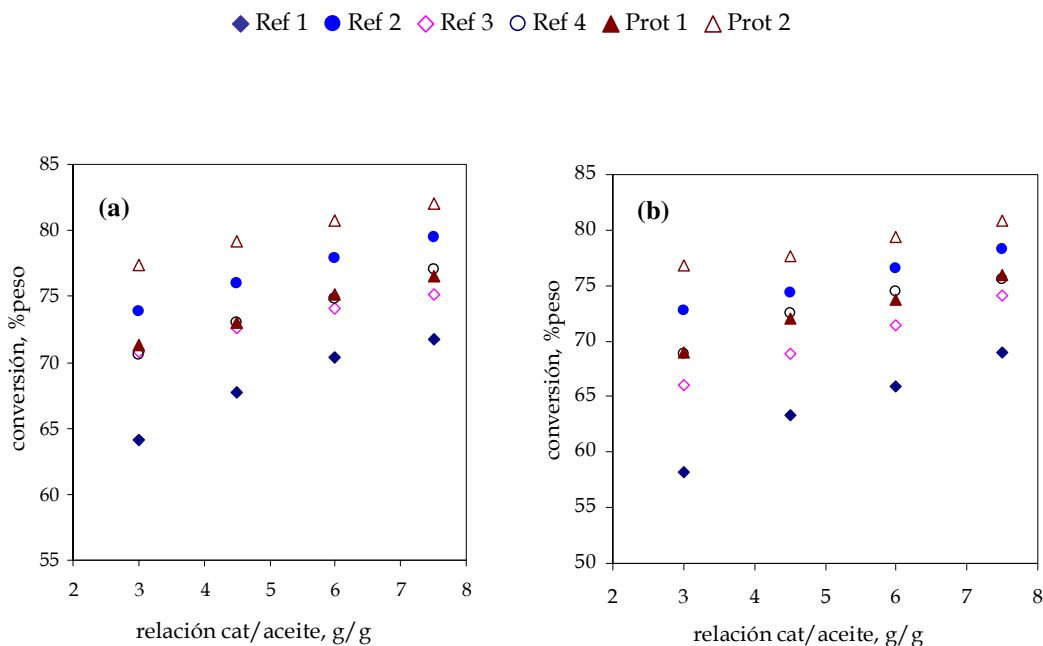 Ref 1 Ref 2 Ref 3 Ref 4 Prot 1 Prot 2
(a)
conversión, %peso
85
80
75
70
65
60
55
2 3 4 5 6 7 8
relación cat/aceite, g/g
(b)
conversión, %peso
85
80
75
70
65
60
55
50
2 3 4 5 6 7 8
relación cat/aceite, g/g